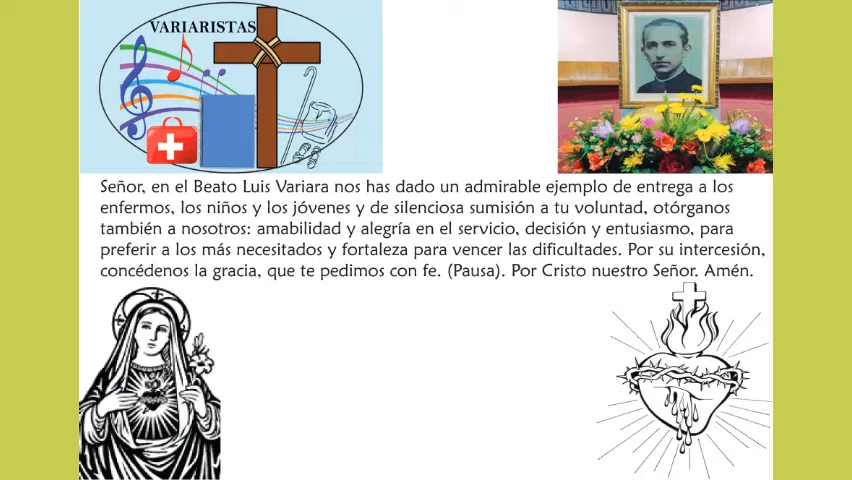 VARIARISTAS
Señor, en el Beato Luis Variara nos has dado un admirable ejemplo de entrega a los
enfermos, los niños y los jóvenes y de silenciosa sumisión a tu voluntad, otórganos
también a nosotros: amabilidad y alegría en el servicio, decisión y entusiasmo, para
preferir a los más necesitados y fortaleza para vencer las dificultades. Por su intercesión,
concédenos la gracia, que te pedimos con fe. (Pausa). Por Cristo nuestro Señor. Amén.